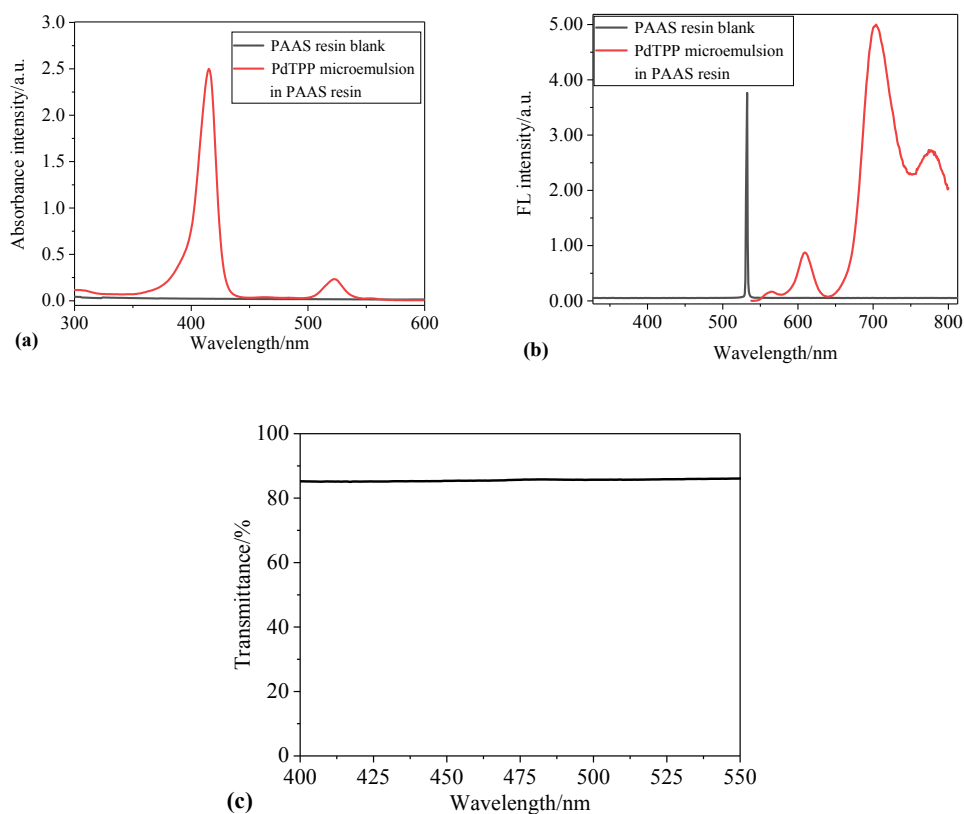 3.0
2.5
2.0
1.5
1.0
0.5
0.0
Absorbance intensity/a.u.
PAAS resin blank
PdTPP microemulsion
in PAAS resin
300
400
500
600
Wavelength/nm
(a)
5.00
4.00
3.00
2.00
1.00
0.00
FL intensity/a.u.
PAAS resin blank
PdTPP microemulsion
in PAAS resin
400
500
600
700
800
Wavelength/nm
(b)
100
80
60
40
20
0
Transmittance/%
400
425
450
475
500
525
550
Wavelength/nm
(c)